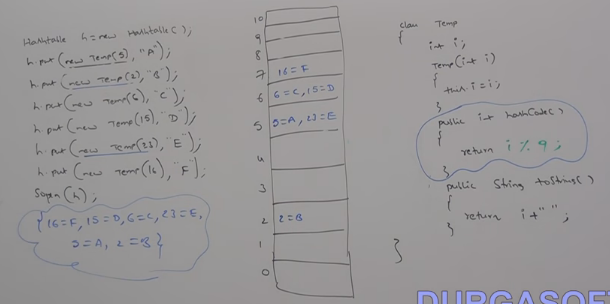 Hashtable h=new Hashtable();
h.put(new Temp(5), "A");
h.put(new Temp(2), "B");
h.put(new Temp(6), "C");
h.put(new Temp(15), "D");
h.put(new Temp(23), "E");
h.put(new Temp(16), "F");
Sopln(h);
{16=F, 15=D, 6=C, 23=E,
5=A, 2=B}
10
9
8
7 16=F
6 6=C, 15=D
5 5=A, 23=E
4
3
2 2=B
1
0
class Temp
{
int i;
Temp(int i)
{
this.i=i;
}
public int hashCode()
{
return i%9;
}
public String toString()
{
return i+"";
}
}
DURGASOF